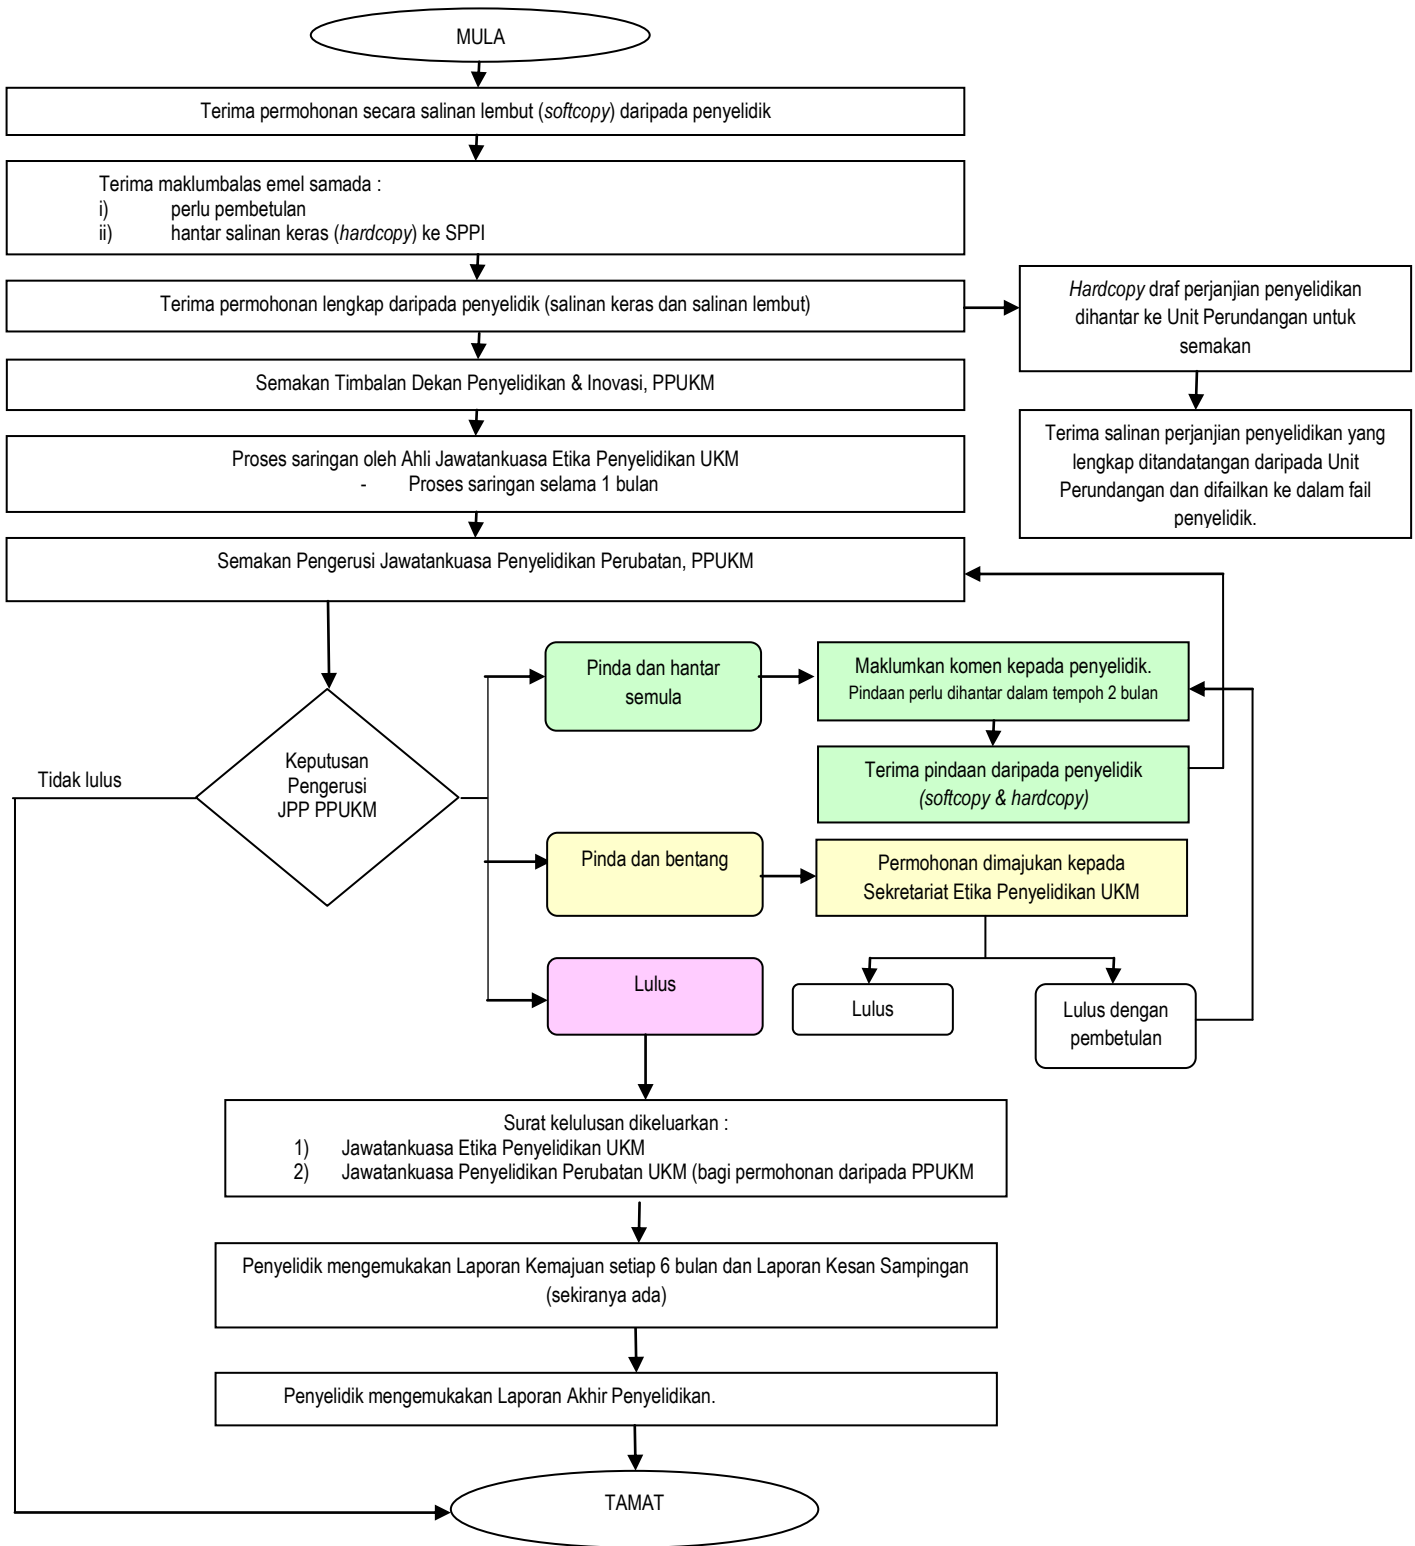 MULA
Terima permohonan secara salinan lembut (softcopy) daripada penyelidik
Terima maklumbalas emel samada :
i) perlu pembetulan
ii) hantar salinan keras (hardcopy) ke SPPI
Terima permohonan lengkap daripada penyelidik (salinan keras dan salinan lembut)
Hardcopy draf perjanjian penyelidikan
dihantar ke Unit Perundangan untuk
semakan
Semakan Timbalan Dekan Penyelidikan & Inovasi, PPUKM
Terima salinan perjanjian penyelidikan yang
lengkap ditandatangan daripada Unit
Perundangan dan difailkan ke dalam fail
penyelidik.
Proses saringan oleh Ahli Jawatankuasa Etika Penyelidikan UKM
- Proses saringan selama 1 bulan
Semakan Pengerusi Jawatankuasa Penyelidikan Perubatan, PPUKM
Keputusan
Pengerusi
JPP PPUKM
Tidak lulus
Pinda dan hantar
semula
Maklumkan komen kepada penyelidik.
Pindaan perlu dihantar dalam tempoh 2 bulan
Terima pindaan daripada penyelidik
(softcopy & hardcopy)
Pinda dan bentang
Permohonan dimajukan kepada
Sekretariat Etika Penyelidikan UKM
Lulus
Lulus
Lulus dengan
pembetulan
Surat kelulusan dikeluarkan :
1) Jawatankuasa Etika Penyelidikan UKM
2) Jawatankuasa Penyelidikan Perubatan UKM (bagi permohonan daripada PPUKM
Penyelidik mengemukakan Laporan Kemajuan setiap 6 bulan dan Laporan Kesan Sampingan
(sekiranya ada)
Penyelidik mengemukakan Laporan Akhir Penyelidikan.
TAMAT